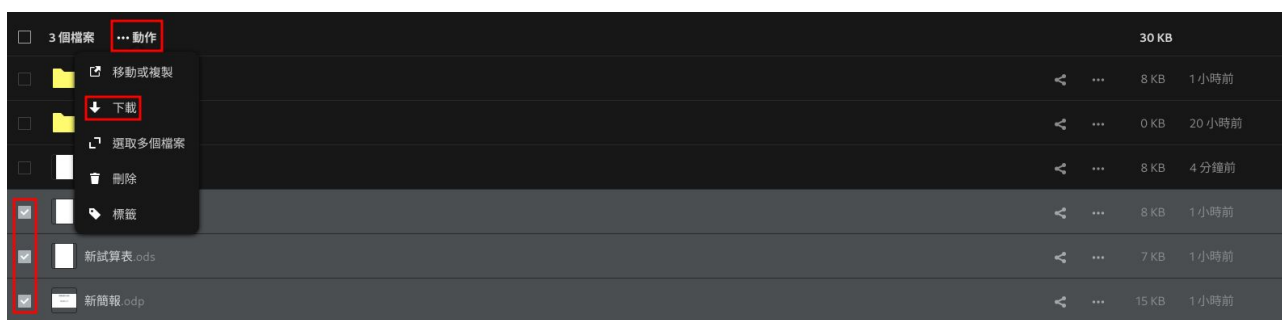 3 個檔案 ••• 動作 30 KB
移動或複製
8 KB 1 小時前
下載
0 KB 20 小時前
選取多個檔案
8 KB 4 分鐘前
刪除
標籤
8 KB 1 小時前
新試算表.ods 7 KB 1 小時前
新簡報.odp 15 KB 1 小時前